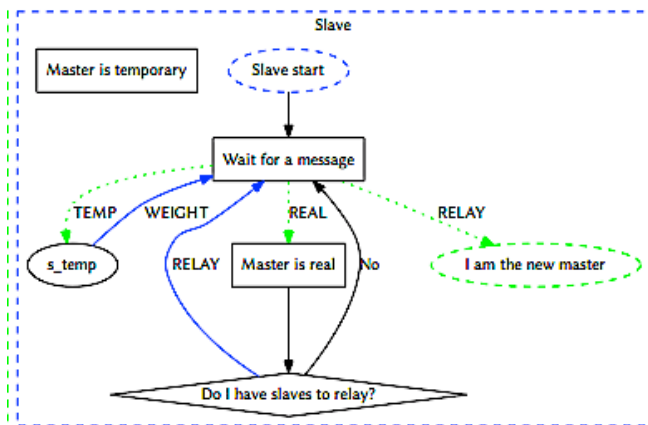 Slave
Master is temporary
Slave start
Wait for a message
TEMP
WEIGHT
REAL
RELAY
s_temp
RELAY
Master is real
No
I am the new master
Do I have slaves to relay?